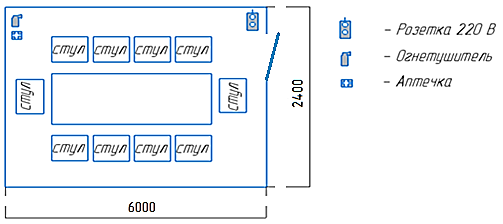 – Розетка 220 В
– Огнетушитель
– Аптечка
стул стул стул стул
стул стул
стул стул стул стул
2400
6000